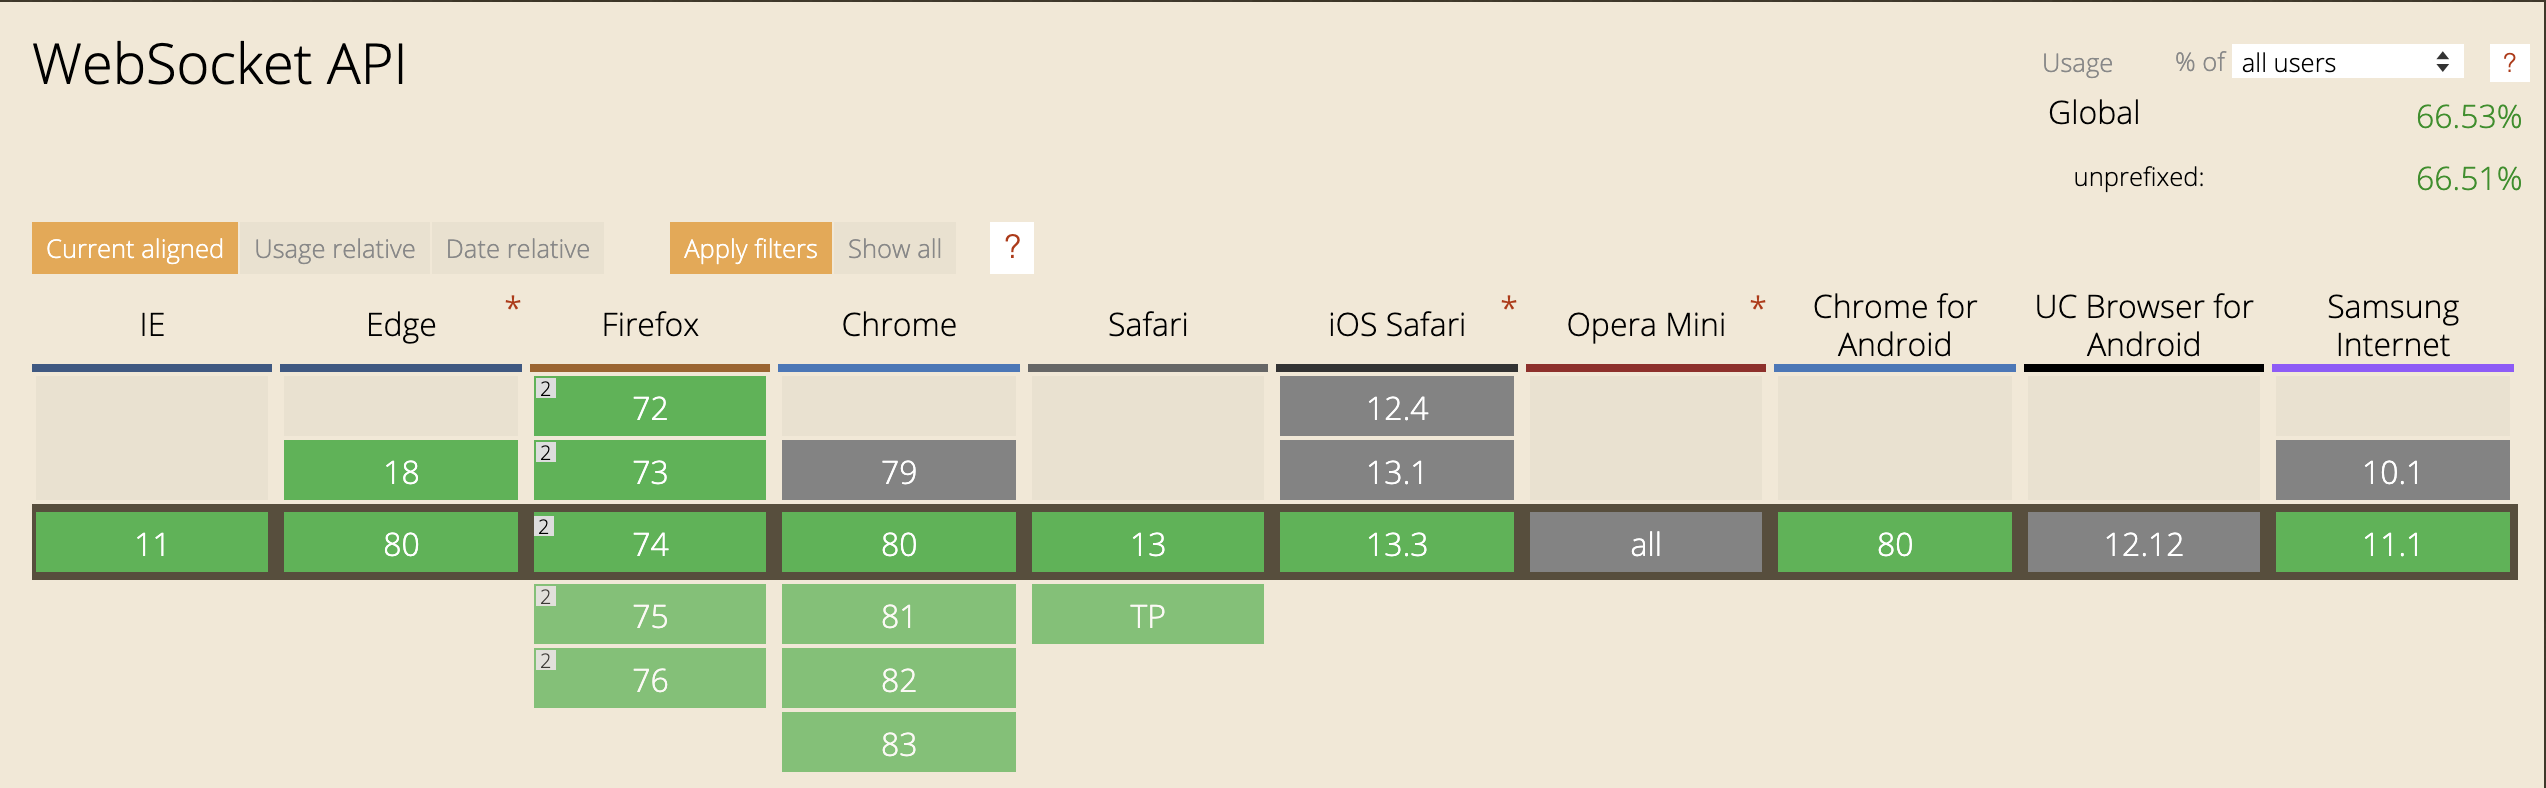 WebSocket API
Usage % of all users ?
Global 66.53%
unprefixed: 66.51%
Current aligned Usage relative Date relative Apply filters Show all ?
IE Edge * Firefox Chrome Safari iOS Safari * Opera Mini * Chrome for Android UC Browser for Android Samsung Internet
2 72 12.4
18 2 73 79 13.1 10.1
11 80 2 74 80 13 13.3 all 80 12.12 11.1
2 75 81 TP
2 76 82
83